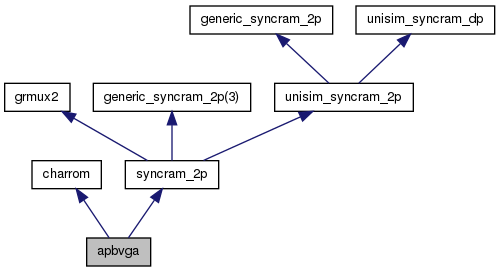 generic_syncram_2p
unisim_syncram_dp
grmux2
generic_syncram_2p(3)
unisim_syncram_2p
charrom
syncram_2p
apbvga